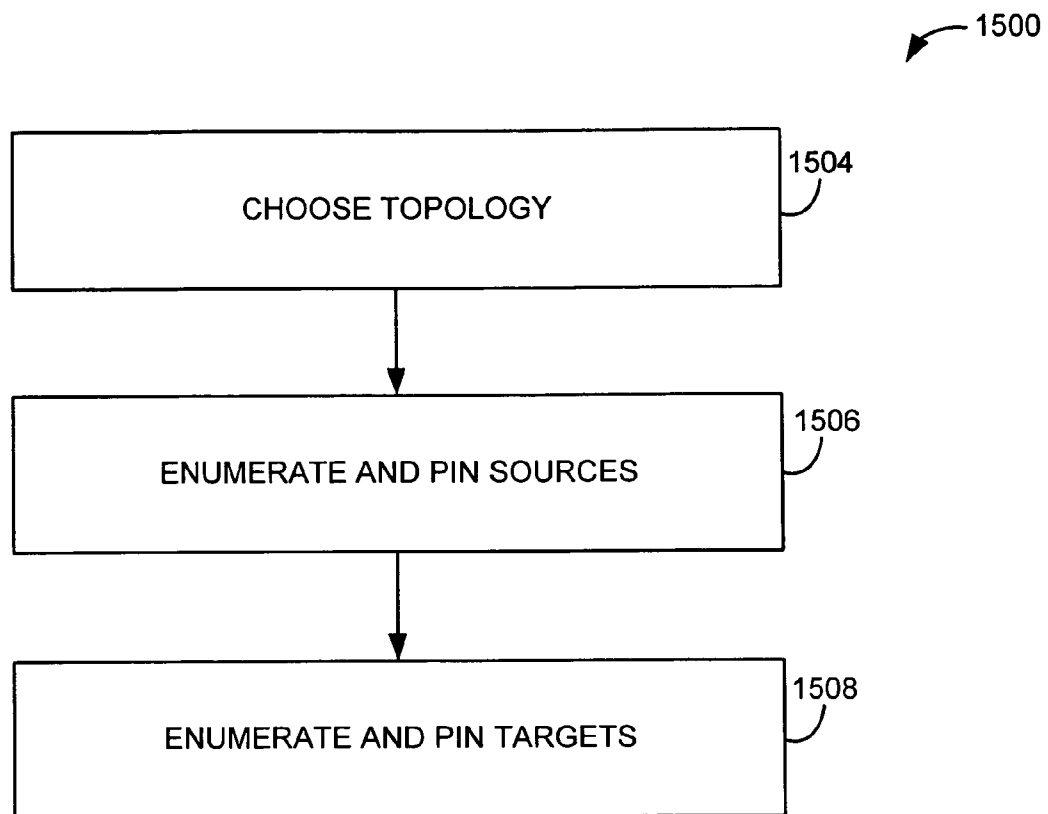 1500
1504
CHOOSE TOPOLOGY
1506
ENUMERATE AND PIN SOURCES
1508
ENUMERATE AND PIN TARGETS